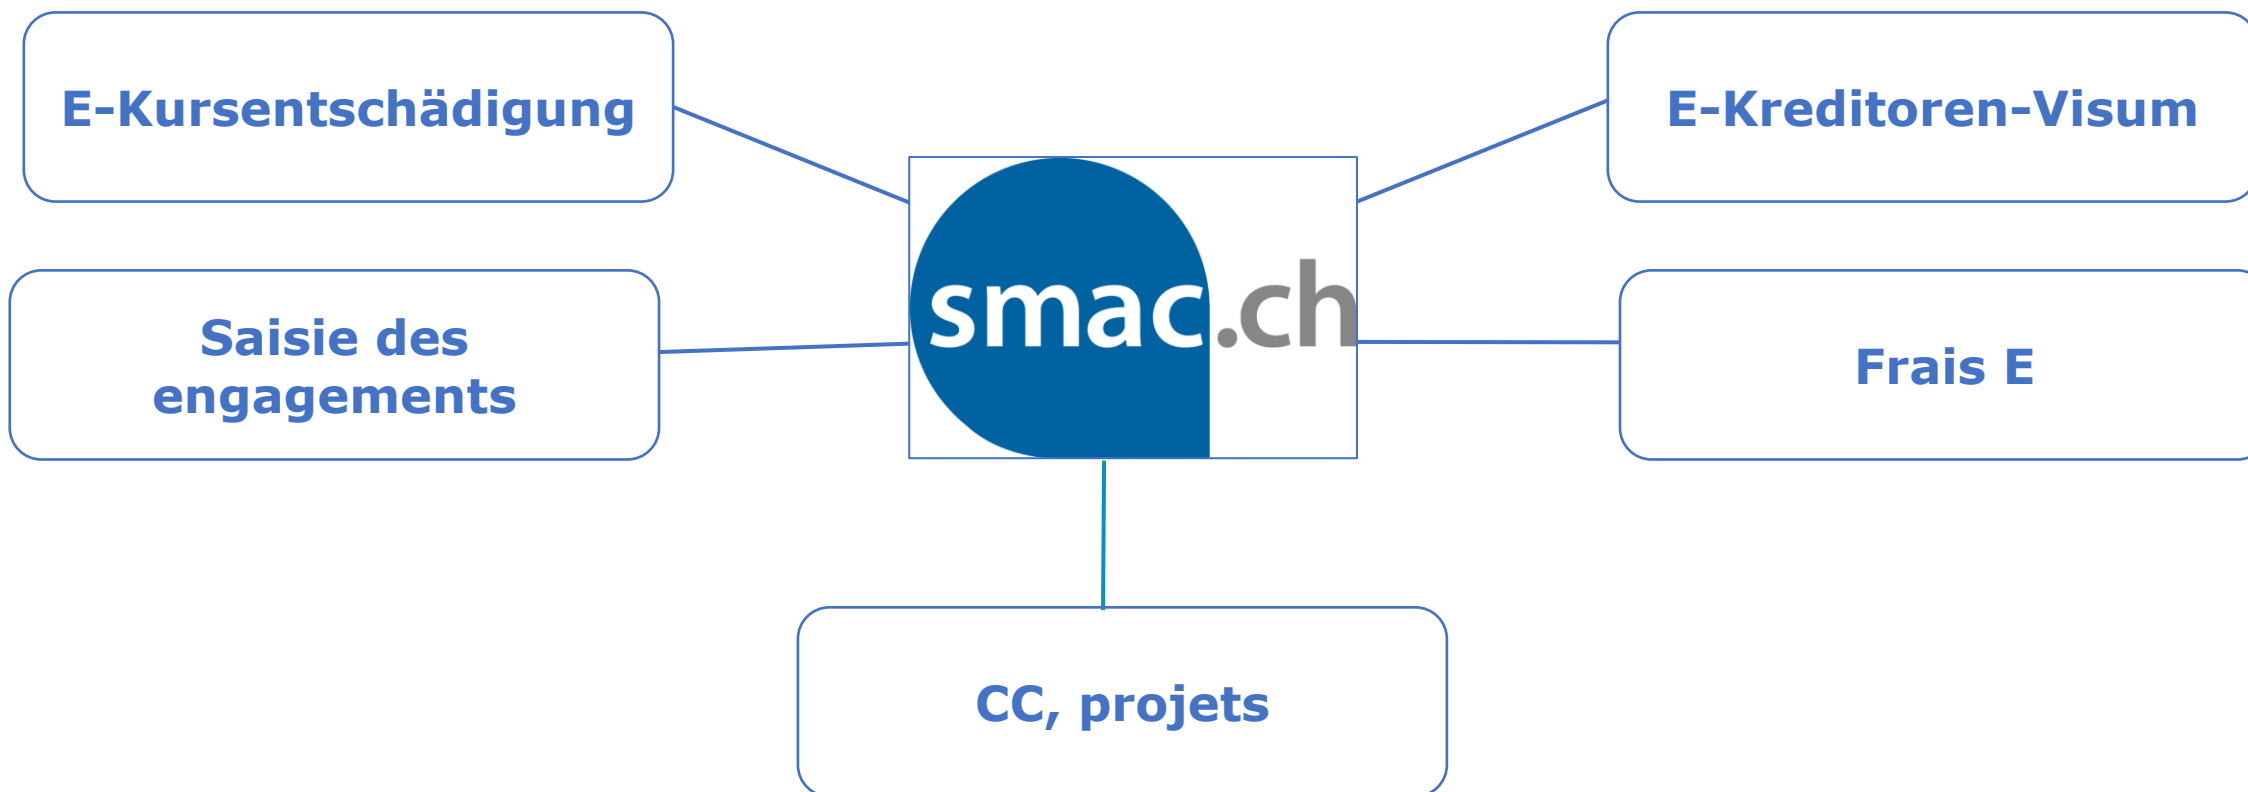 E-Kursentschädigung
E-Kreditoren-Visum
smac.ch
Saisie des
engagements
Frais E
CC, projets